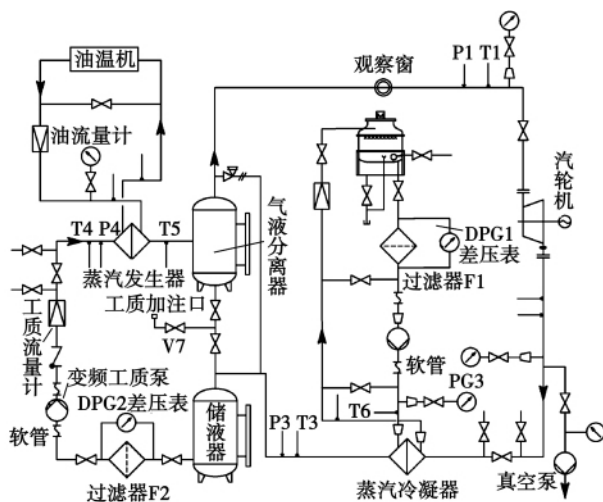 油温机
油流量计
观察窗
P1
T1
汽轮机
T4
P4
T5
蒸汽发生器
气液分离器
DPG1
差压表
过滤器F1
工质加注口
V7
工质流量计
变频工质泵
DPG2差压表
软管
过滤器F2
储液器
软管
PG3
P3
T3
T6
蒸汽冷凝器
真空泵